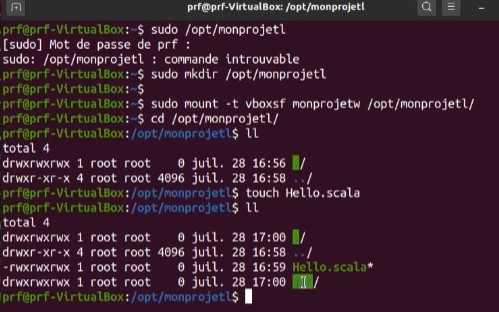 prf@prf-VirtualBox: /opt/monprojetl
prf@prf-VirtualBox:~$ sudo /opt/monprojetl
[sudo] Mot de passe de prf :
sudo: /opt/monprojetl : commande introuvable
prf@prf-VirtualBox:~$ sudo mkdir /opt/monprojetl
prf@prf-VirtualBox:~$
prf@prf-VirtualBox:~$ sudo mount -t vboxsf monprojetw /opt/monprojetl/
prf@prf-VirtualBox:~$ cd /opt/monprojetl/
prf@prf-VirtualBox:/opt/monprojetl$ ll
total 4
drwxrwxrwx 1 root root    0 juil. 28 16:56 ./
drwxr-xr-x 4 root root 4096 juil. 28 16:58 ../
prf@prf-VirtualBox:/opt/monprojetl$ touch Hello.scala
prf@prf-VirtualBox:/opt/monprojetl$ ll
total 4
drwxrwxrwx 1 root root    0 juil. 28 17:00 ./
drwxr-xr-x 4 root root 4096 juil. 28 16:58 ../
-rwxrwxrwx 1 root root    0 juil. 28 16:59 Hello.scala*
drwxrwxrwx 1 root root    0 juil. 28 17:00 /
prf@prf-VirtualBox:/opt/monprojetl$